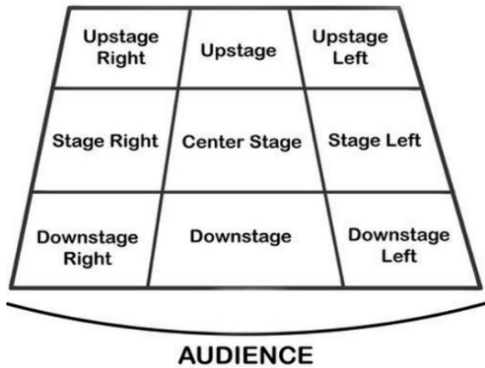 Upstage
Right
Upstage
Upstage
Left
Stage Right
Center Stage
Stage Left
Downstage
Right
Downstage
Downstage
Left
AUDIENCE